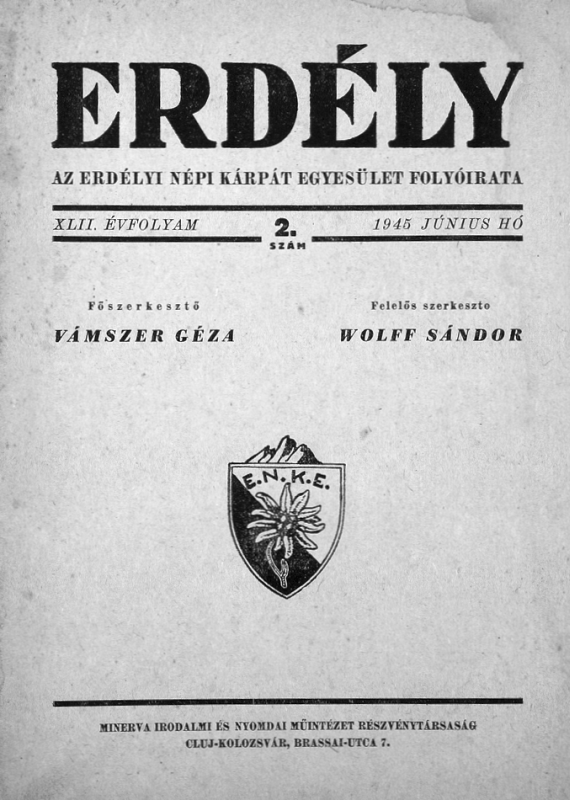 ERDÉLY
AZ ERDÉLYI NÉPI KÁRPÁT EGYESÜLET FOLYÓIRATA
XLII. ÉVFOLYAM 2. SZÁM 1945 JÚNIUS HÓ
Főszerkesztő Felelős szerkeszto
VÁMSZER GÉZA WOLFF SÁNDOR
E.N.K.E.
MINERVA IRODALMI ÉS NYOMDAI MŰINTÉZET RÉSZVÉNYTÁRSASÁG
CLUJ-KOLOZSVÁR, BRASSAI-UTCA 7.